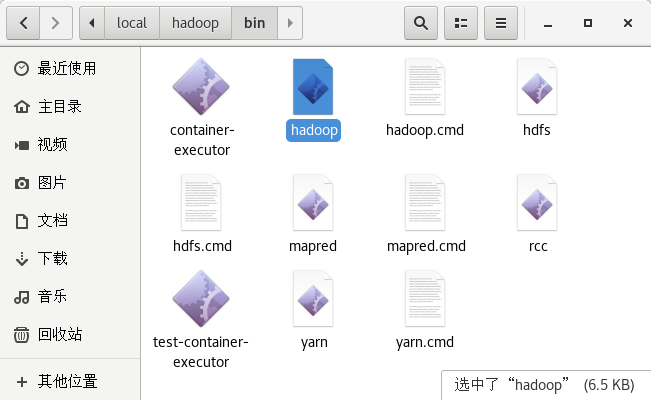 local hadoop bin
最近使用
主目录
视频
图片
文档
下载
音乐
回收站
其他位置
container-
executor
hadoop
hadoop.cmd
hdfs
hdfs.cmd
mapred
mapred.cmd
rcc
test-container-
executor
yarn
yarn.cmd
选中了“hadoop” (6.5 KB)